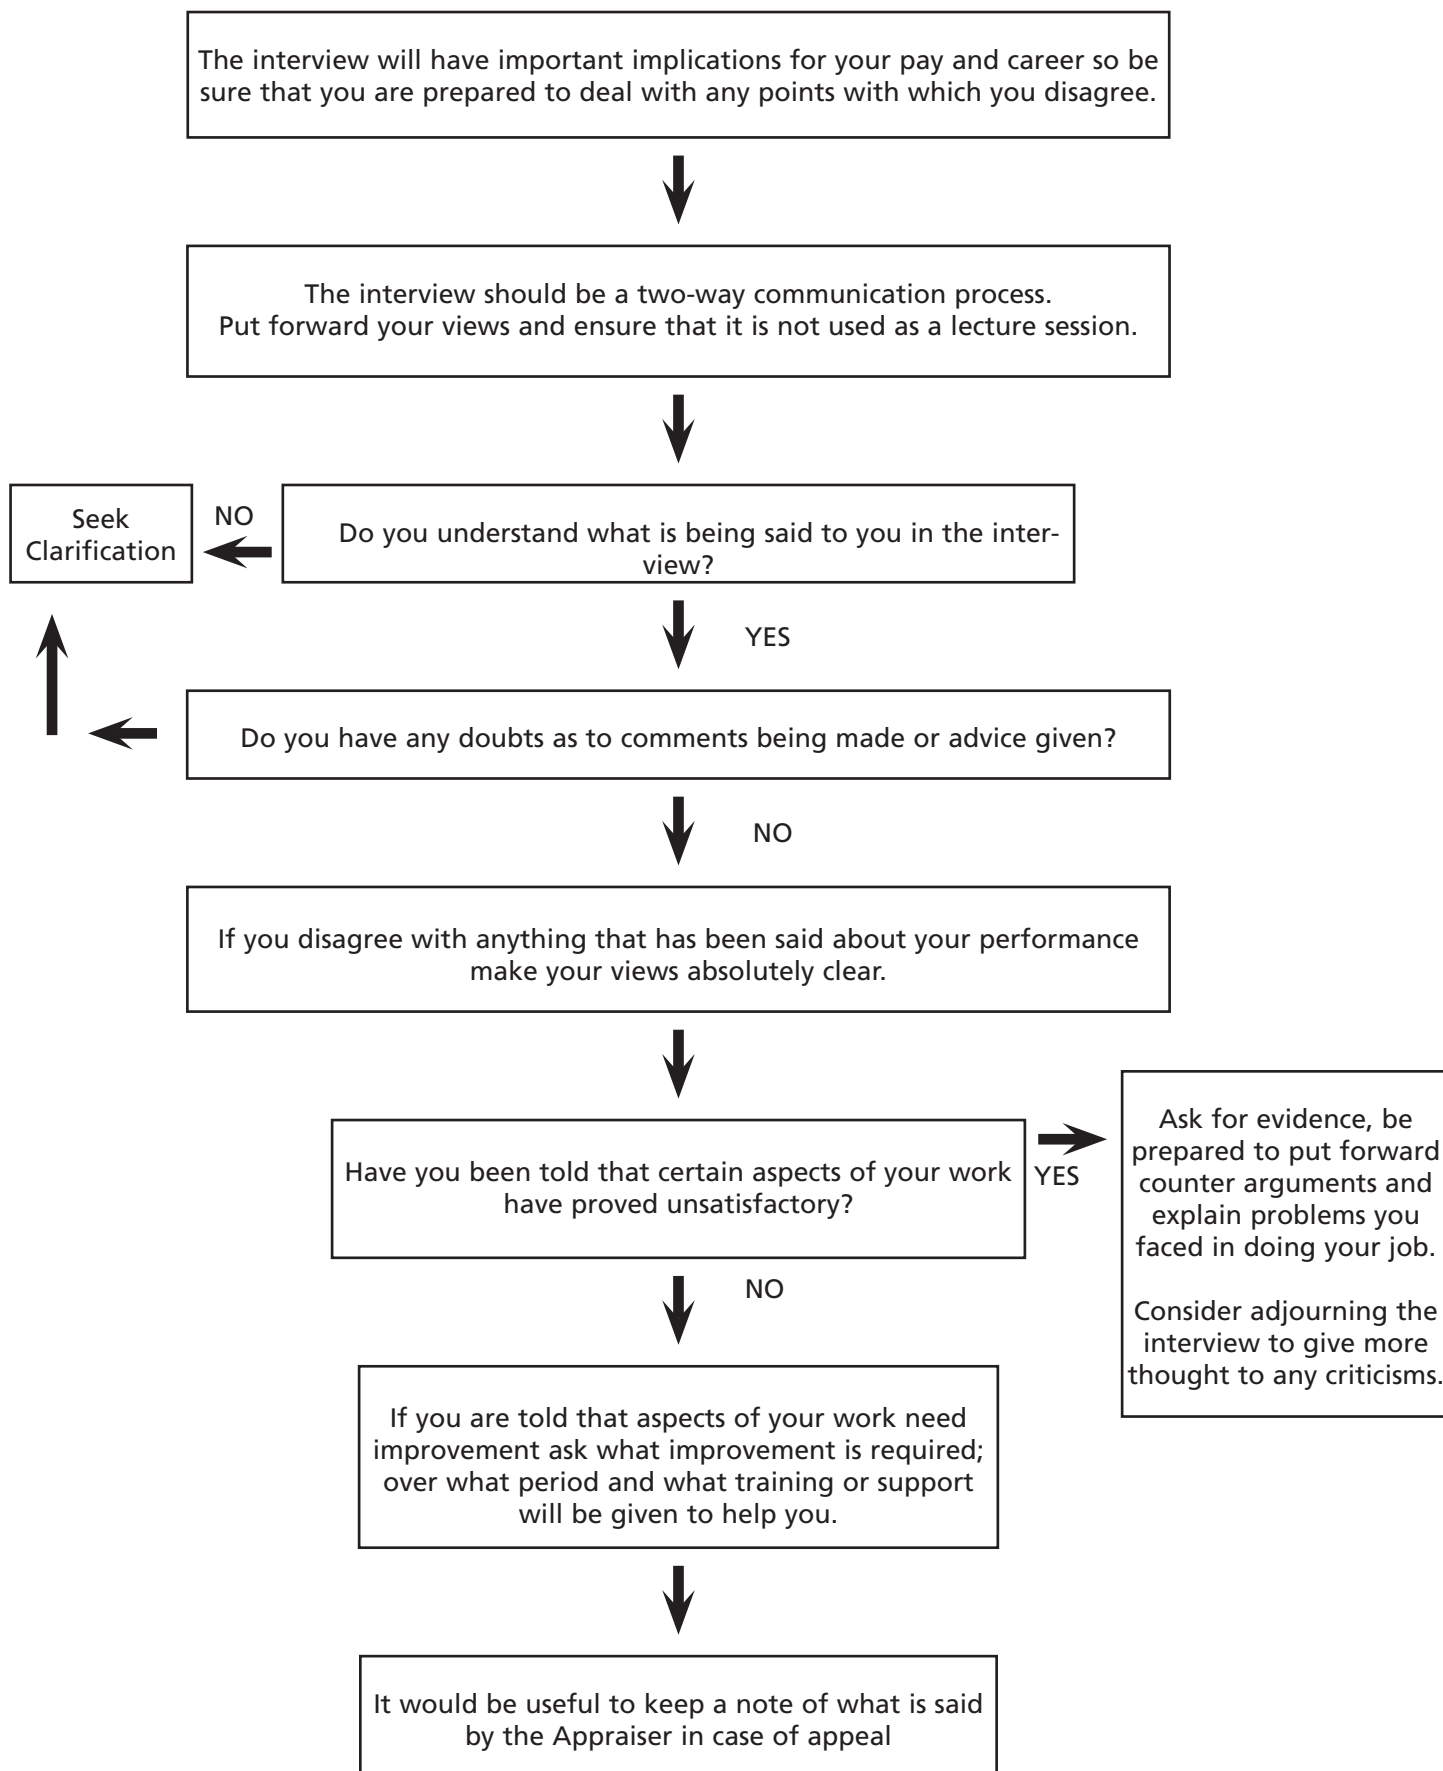 The interview will have important implications for your pay and career so be
sure that you are prepared to deal with any points with which you disagree.
The interview should be a two-way communication process.
Put forward your views and ensure that it is not used as a lecture session.
Seek
Clarification
NO
Do you understand what is being said to you in the inter-
view?
YES
Do you have any doubts as to comments being made or advice given?
NO
If you disagree with anything that has been said about your performance
make your views absolutely clear.
Have you been told that certain aspects of your work
have proved unsatisfactory?
YES
Ask for evidence, be
prepared to put forward
counter arguments and
explain problems you
faced in doing your job.
Consider adjourning the
interview to give more
thought to any criticisms.
NO
If you are told that aspects of your work need
improvement ask what improvement is required;
over what period and what training or support
will be given to help you.
It would be useful to keep a note of what is said
by the Appraiser in case of appeal